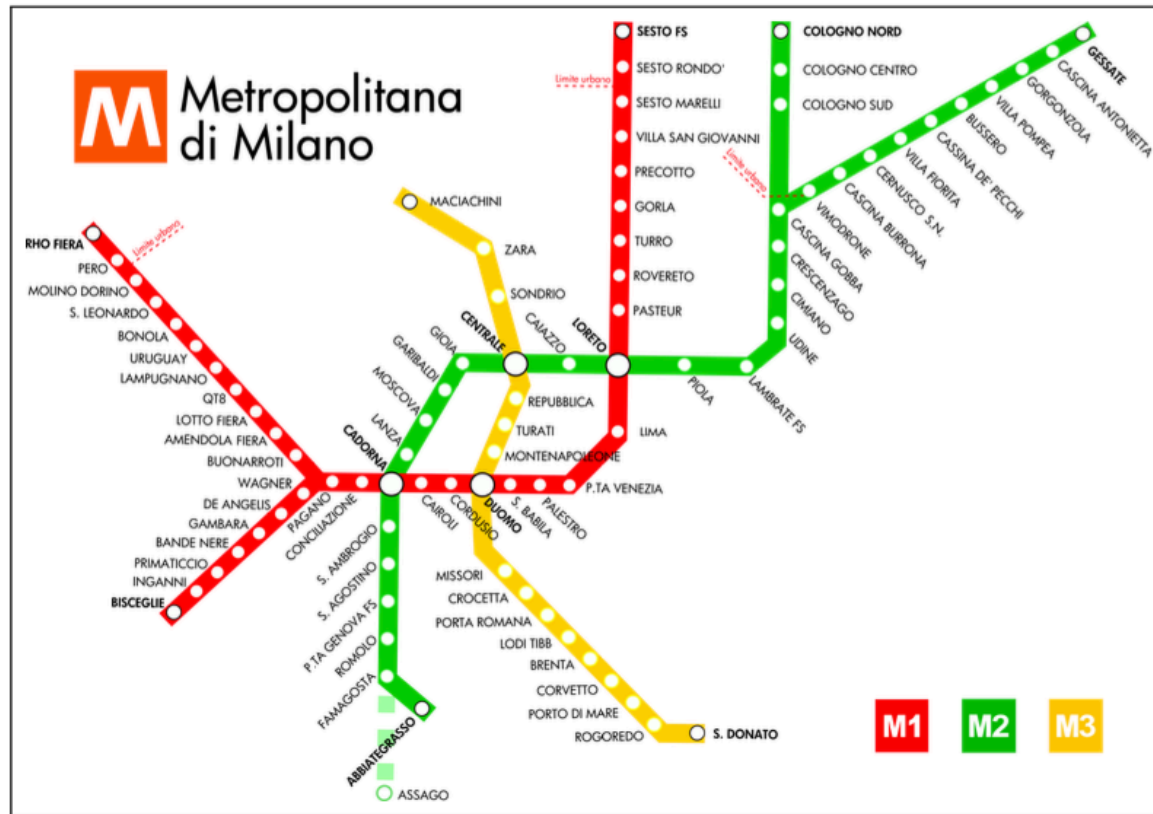 M
Metropolitana
di Milano
SESTO FS
SESTO RONDO'
SESTO MARELLI
VILLA SAN GIOVANNI
PRECOTTO
GORLA
TURRO
ROVERETO
PASTEUR
LORETO
LIMA
P.TA VENEZIA
PALESTRO
S. BABILA
DUOMO
CORDUSIO
CAIROLI
CADORNA
CONCILIAZIONE
PAGANO
Limite urbano
RHO FIERA
Limite urbano
PERO
MOLINO DORINO
S. LEONARDO
BONOLA
URUGUAY
LAMPUGNANO
QT8
LOTTO FIERA
AMENDOLA FIERA
BUONARROTI
WAGNER
DE ANGELIS
GAMBARA
BANDE NERE
PRIMATICCIO
INGANNI
BISCEGLIE
COLOGNO NORD
COLOGNO CENTRO
COLOGNO SUD
GESSATE
CASCINA ANTONIETTA
GORGONZOLA
VILLA POMPEA
BUSSERO
CASSINA DE' PECCHI
VILLA FIORITA
CERNUSCO S.N.
CASCINA BURRONA
VIMODRONE
Limite urbano
CASCINA GOBBA
CRESCENZAGO
CIMIANO
UDINE
LAMBRATE FS
PIOLA
CAIAZZO
CENTRALE
GIOIA
GARIBALDI
MOSCOVA
LANZA
S. AMBROGIO
S. AGOSTINO
P.TA GENOVA FS
ROMOLO
FAMAGOSTA
ABBIATEGRASSO
ASSAGO
MACIACHINI
ZARA
SONDRIO
REPUBBLICA
TURATI
MONTENAPOLEONE
MISSORI
CROCETTA
PORTA ROMANA
LODI TIBB
BRENTA
CORVETTO
PORTO DI MARE
ROGOREDO
S. DONATO
M1
M2
M3